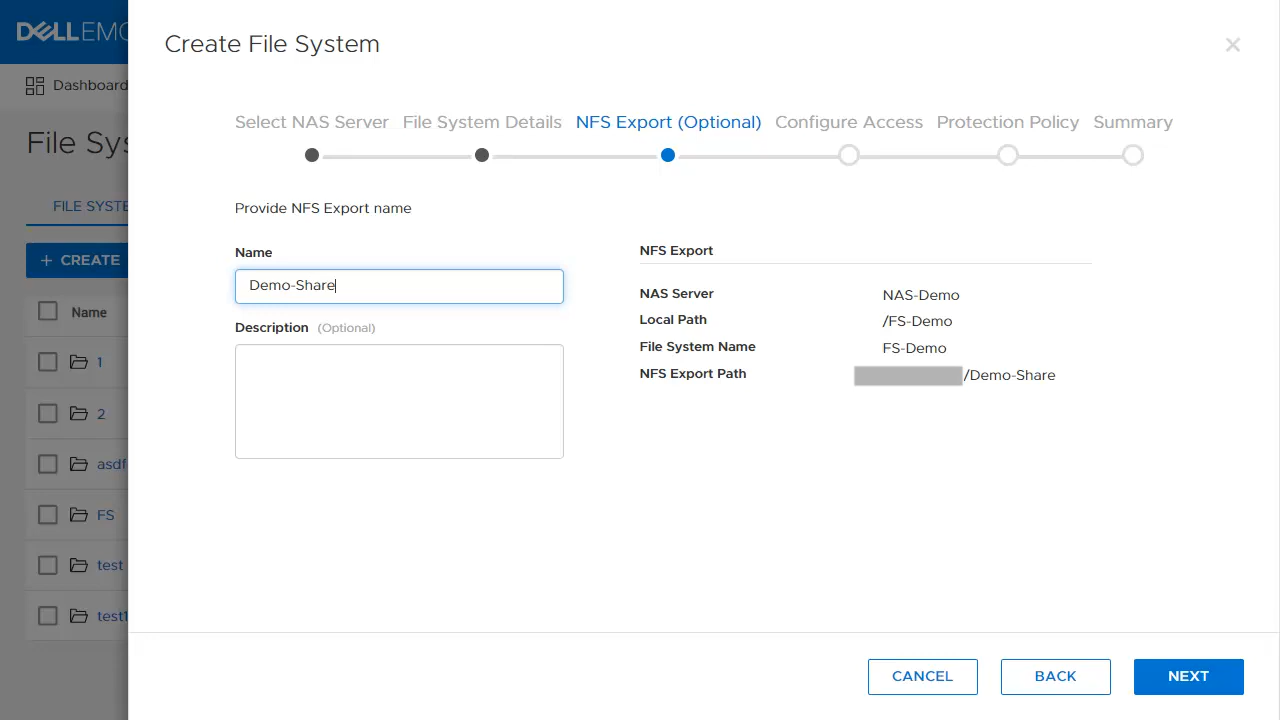 DELLEMC
Create File System
Dashboard
Select NAS Server File System Details NFS Export (Optional) Configure Access Protection Policy Summary
File Sys
Provide NFS Export name
FILE SYSTE
Name
NFS Export
+ CREATE
Demo-Share
NAS Server NAS-Demo
Name
Local Path /FS-Demo
Description (Optional)
File System Name FS-Demo
1
NFS Export Path /Demo-Share
2
asdf
FS
test
test1
CANCEL BACK NEXT